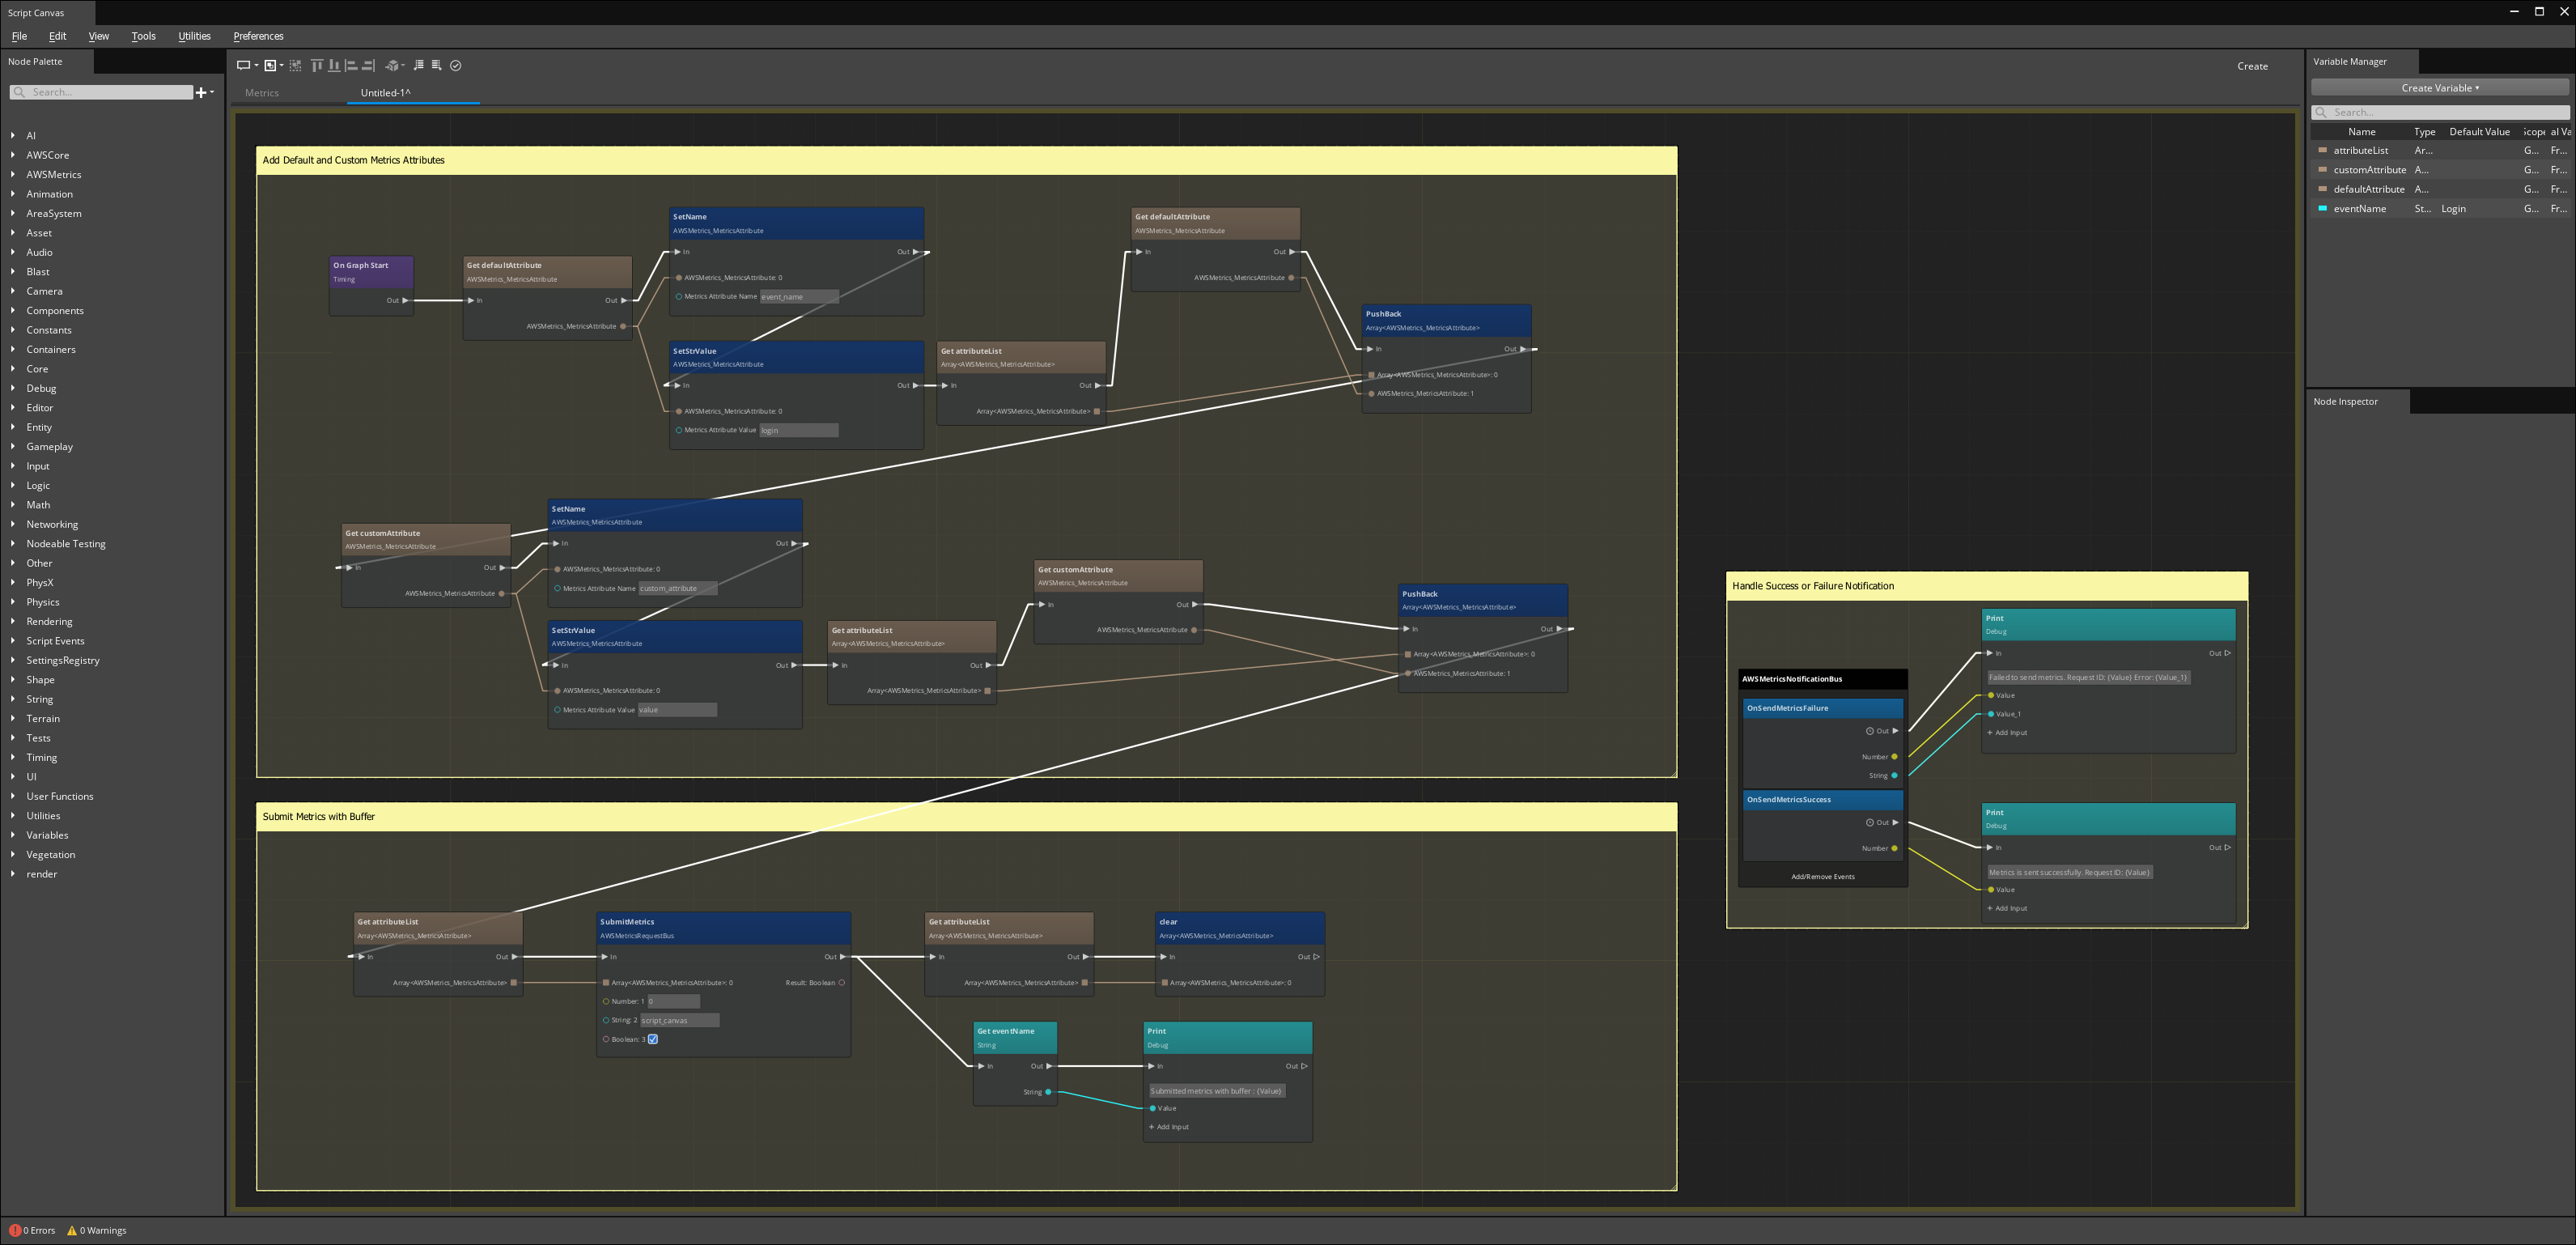 Script Canvas
File Edit View Tools Utilities Preferences
Node Palette
Search...
AI
AWSCore
AWSMetrics
Animation
AreaSystem
Asset
Audio
Blast
Camera
Components
Constants
Containers
Core
Debug
Editor
Entity
Gameplay
Input
Logic
Math
Networking
Nodeable Testing
Other
PhysX
Physics
Rendering
Script Events
SettingsRegistry
Shape
String
Terrain
Tests
Timing
UI
User Functions
Utilities
Variables
Vegetation
render
Create
Metrics
Untitled-1^
Add Default and Custom Metrics Attributes
On Graph Start
Timing
Out
Get defaultAttribute
AWSMetrics_MetricsAttribute
In Out
AWSMetrics_MetricsAttribute
SetName
AWSMetrics_MetricsAttribute
In Out
AWSMetrics_MetricsAttribute: 0
Metrics Attribute Name event_name
SetStrValue
AWSMetrics_MetricsAttribute
In Out
AWSMetrics_MetricsAttribute: 0
Metrics Attribute Value login
Get attributeList
Array<AWSMetrics_MetricsAttribute>
In Out
Array<AWSMetrics_MetricsAttribute>
Get defaultAttribute
AWSMetrics_MetricsAttribute
In Out
AWSMetrics_MetricsAttribute
PushBack
Array<AWSMetrics_MetricsAttribute>
In Out
Array<AWSMetrics_MetricsAttribute>: 0
AWSMetrics_MetricsAttribute: 1
Get customAttribute
AWSMetrics_MetricsAttribute
In Out
AWSMetrics_MetricsAttribute
SetName
AWSMetrics_MetricsAttribute
In Out
AWSMetrics_MetricsAttribute: 0
Metrics Attribute Name custom_attribute
SetStrValue
AWSMetrics_MetricsAttribute
In Out
AWSMetrics_MetricsAttribute: 0
Metrics Attribute Value value
Get attributeList
Array<AWSMetrics_MetricsAttribute>
In Out
Array<AWSMetrics_MetricsAttribute>
Get customAttribute
AWSMetrics_MetricsAttribute
In Out
AWSMetrics_MetricsAttribute
PushBack
Array<AWSMetrics_MetricsAttribute>
In Out
Array<AWSMetrics_MetricsAttribute>: 0
AWSMetrics_MetricsAttribute: 1
Submit Metrics with Buffer
Get attributeList
Array<AWSMetrics_MetricsAttribute>
In Out
Array<AWSMetrics_MetricsAttribute>
SubmitMetrics
AWSMetricsRequestBus
In Out
Array<AWSMetrics_MetricsAttribute>: 0 Result: Boolean
Number: 1 0
String: 2 script_canvas
Boolean: 3
Get attributeList
Array<AWSMetrics_MetricsAttribute>
In Out
Array<AWSMetrics_MetricsAttribute>
clear
Array<AWSMetrics_MetricsAttribute>
In Out
Array<AWSMetrics_MetricsAttribute>: 0
Get eventName
String
In Out
String
Print
Debug
In Out
Submitted metrics with buffer : {Value}
Value
+ Add Input
Handle Success or Failure Notification
AWSMetricsNotificationBus
OnSendMetricsFailure
Out
Number
String
OnSendMetricsSuccess
Out
Number
Add/Remove Events
Print
Debug
In Out
Failed to send metrics. Request ID: {Value} Error: {Value_1}
Value
Value_1
+ Add Input
Print
Debug
In Out
Metrics is sent successfully. Request ID: {Value}
Value
+ Add Input
Variable Manager
Create Variable
Search...
Name Type Default Value Scope al Va
attributeList Ar... G... Fr...
customAttribute A... G... Fr...
defaultAttribute A... G... Fr...
eventName St... Login G... Fr...
Node Inspector
0 Errors 0 Warnings